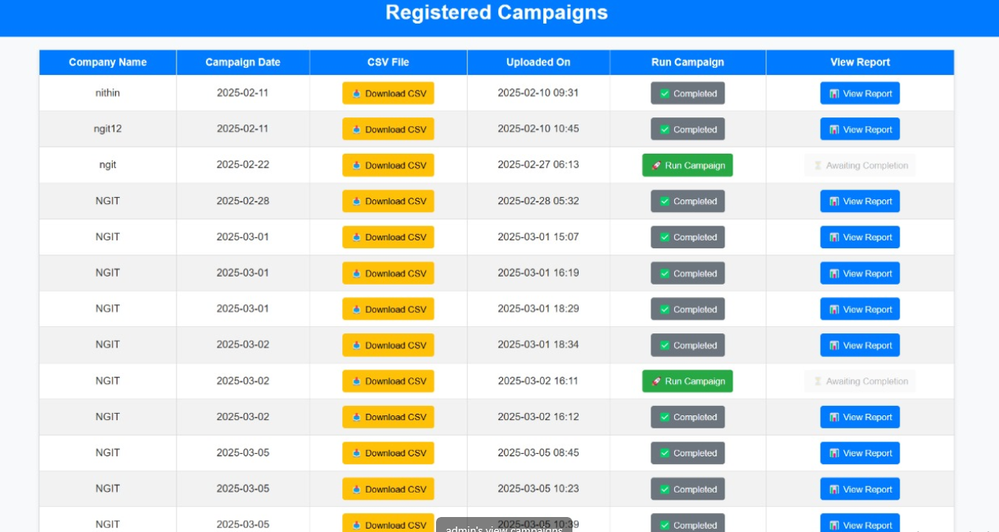 Registered Campaigns
Company Name Campaign Date CSV File Uploaded On Run Campaign View Report
nithin 2025-02-11 Download CSV 2025-02-10 09:31 Completed View Report
ngit12 2025-02-11 Download CSV 2025-02-10 10:45 Completed View Report
ngit 2025-02-22 Download CSV 2025-02-27 06:13 Run Campaign Awaiting Completion
NGIT 2025-02-28 Download CSV 2025-02-28 05:32 Completed View Report
NGIT 2025-03-01 Download CSV 2025-03-01 15:07 Completed View Report
NGIT 2025-03-01 Download CSV 2025-03-01 16:19 Completed View Report
NGIT 2025-03-01 Download CSV 2025-03-01 18:29 Completed View Report
NGIT 2025-03-02 Download CSV 2025-03-01 18:34 Completed View Report
NGIT 2025-03-02 Download CSV 2025-03-02 16:11 Run Campaign Awaiting Completion
NGIT 2025-03-02 Download CSV 2025-03-02 16:12 Completed View Report
NGIT 2025-03-05 Download CSV 2025-03-05 08:45 Completed View Report
NGIT 2025-03-05 Download CSV 2025-03-05 10:23 Completed View Report
NGIT 2025-03-05 Download CSV 2025-03-05 10:39 Completed View Report
admin's view campaigns